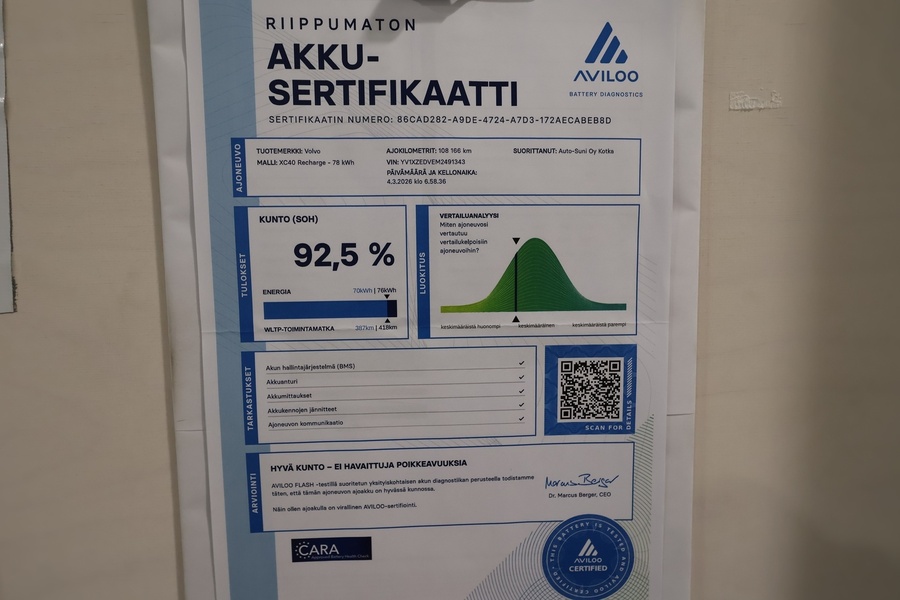 RIIPPUMATON
AKKU-
SERTIFIKAATTI
AVILOO
BATTERY DIAGNOSTICS
SERTIFIKAATIN NUMERO: 86CAD282-A9DE-4724-A7D3-172AECABEB8D
AJONEUVO
TUOTEMERKKI: Volvo
MALLI: XC40 Recharge - 78 kWh
AJOKILOMETRIT: 108 166 km
VIN: YV1XZEDVEM2491343
PÄIVÄMÄÄRÄ JA KELLONAIKA:
4.3.2026 klo 6.58.36
SUORITTANUT: Auto-Suni Oy Kotka
TULOKSET
KUNTO (SOH)
92,5 %
ENERGIA 70kWh | 76kWh
WLTP-TOIMINTAMATKA 387km | 418km
LUOKITUS
VERTAILUANALYYSI
Miten ajoneuvosi
vertautuu
vertailukelpoisiin
ajoneuvoihin?
keskimääräistä huonompi keskimääräinen keskimääräistä parempi
TARKASTUKSET
Akun hallintajärjestelmä (BMS)
Akkuanturi
Akkumittaukset
Akkukennojen jännitteet
Ajoneuvon kommunikaatio
SCAN FOR DETAILS
ARVIOINTI
HYVÄ KUNTO – EI HAVAITTUJA POIKKEAVUUKSIA
AVILOO FLASH -testillä suoritetun yksityiskohtaisen akun diagnostiikan perusteella todistamme
täten, että tämän ajoneuvon ajoakku on hyvässä kunnossa.
Näin ollen ajoakulla on virallinen AVILOO-sertifiointi.
Marcus Berger
Dr. Marcus Berger, CEO
CARA
THIS BATTERY IS TESTED
AVILOO
CERTIFIED